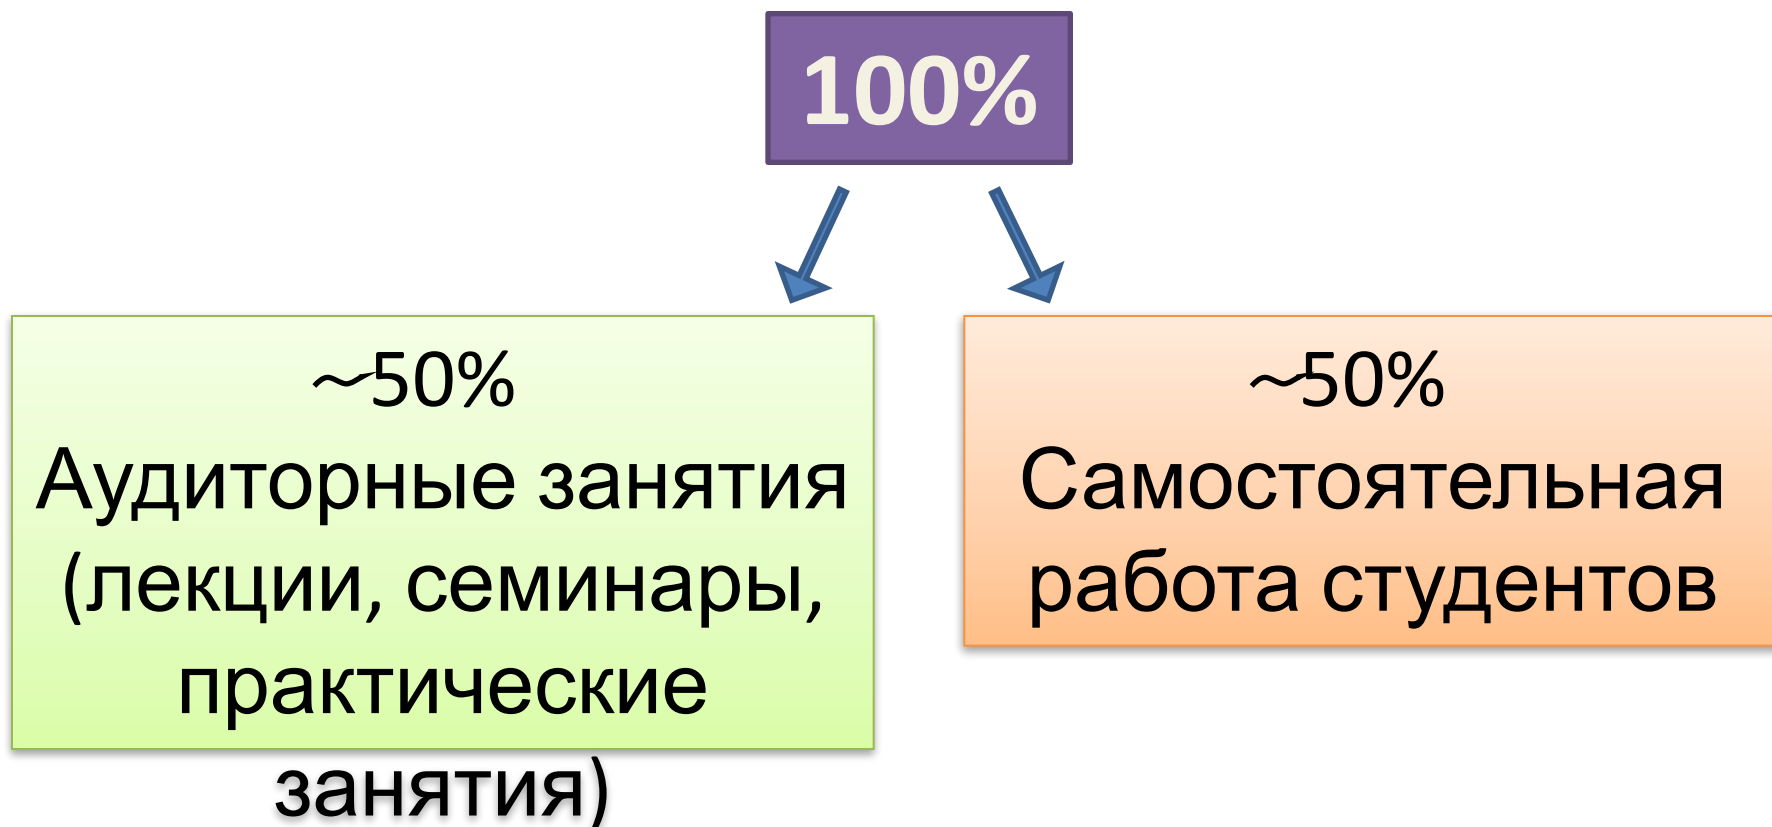 100%
~50%
Аудиторные занятия
(лекции, семинары,
практические
занятия)
~50%
Самостоятельная
работа студентов